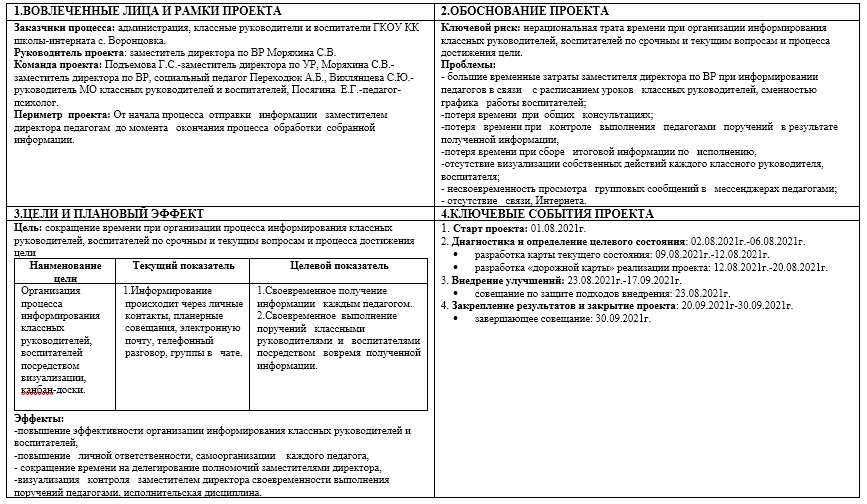 1.ВОВЛЕЧЕННЫЕ ЛИЦА И РАМКИ ПРОЕКТА
Заказчики процесса: администрация, классные руководители и воспитатели ГКОУ КК
школы-интерната с. Воронцовка.
Руководитель проекта: заместитель директора по ВР Моряхина С.В.
Команда проекта: Подъемова Г.С.-заместитель директора по УР, Моряхина С.В.-
заместитель директора по ВР, социальный педагог Переходюк А.Б., Вихлянцева С.Ю.-
руководитель МО классных руководителей и воспитателей, Посягина Е.Г.-педагог-
психолог.
Периметр проекта: От начала процесса отправки информации заместителем
директора педагогам до момента окончания процесса обработки собранной
информации.
2.ОБОСНОВАНИЕ ПРОЕКТА
Ключевой риск: нерациональная трата времени при организации информирования
классных руководителей, воспитателей по срочным и текущим вопросам и процесса
достижения цели.
Проблемы:
- большие временные затраты заместителя директора по ВР при информировании
педагогов в связи с расписанием уроков классных руководителей, сменностью
графика работы воспитателей;
-потеря времени при общих консультациях;
-потеря времени при контроле выполнения педагогами поручений в результате
полученной информации,
-потеря времени при сборе итоговой информации по исполнению,
-отсутствие визуализации собственных действий каждого классного руководителя,
воспитателя;
- несвоевременность просмотра групповых сообщений в мессенджерах педагогами;
- отсутствие связи, Интернета.
3.ЦЕЛИ И ПЛАНОВЫЙ ЭФФЕКТ
Цель: сокращение времени при организации процесса информирования классных
руководителей, воспитателей по срочным и текущим вопросам и процесса достижения
цели
Наименование
цели
Текущий показатель
Целевой показатель
Организация
процесса
информирования
классных
руководителей,
воспитателей
посредством
визуализации,
канбан-доски.
1.Информирование
происходит через личные
контакты, планерные
совещания, электронную
почту, телефонный
разговор, группы в чате.
1.Своевременное получение
информации каждым педагогом.
2.Своевременное выполнение
поручений классными
руководителями и воспитателями
посредством вовремя полученной
информации.
Эффекты:
-повышение эффективности организации информирования классных руководителей и
воспитателей,
-повышение личной ответственности, самоорганизации каждого педагога,
- сокращение времени на делегирование полномочий заместителями директора,
-визуализация контроля заместителем директора своевременности выполнения
поручений педагогами, исполнительская дисциплина.
4.КЛЮЧЕВЫЕ СОБЫТИЯ ПРОЕКТА
1. Старт проекта: 01.08.2021г.
2. Диагностика и определение целевого состояния: 02.08.2021г.-06.08.2021г.
• разработка карты текущего состояния: 09.08.2021г.-12.08.2021г.
• разработка «дорожной карты» реализации проекта: 12.08.2021г.-20.08.2021г.
3. Внедрение улучшений: 23.08.2021г.-17.09.2021г.
• совещание по защите подходов внедрения: 23.08.2021г.
4. Закрепление результатов и закрытие проекта: 20.09.2021г-30.09.2021г.
• завершающее совещание: 30.09.2021г.